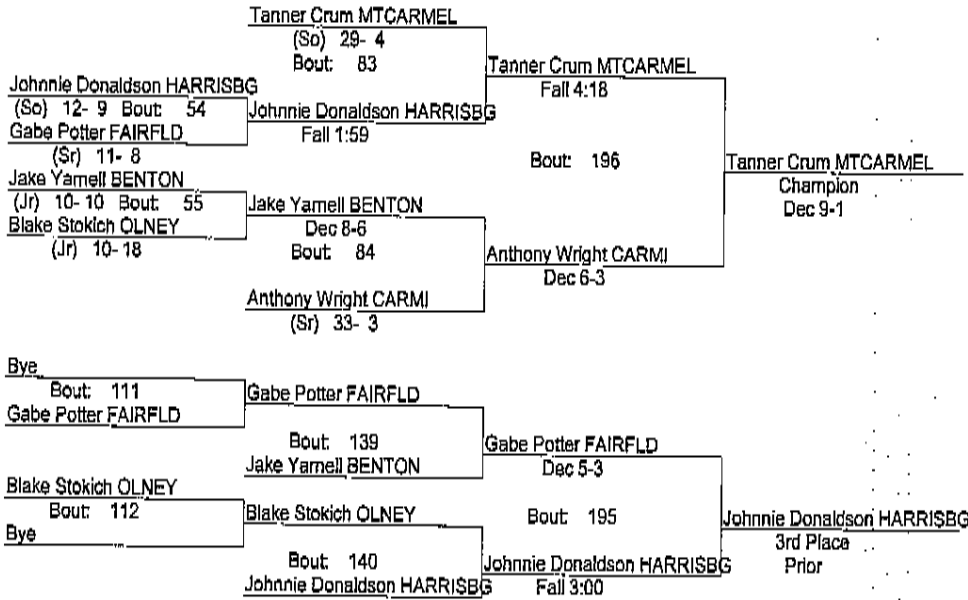 Tanner Crum MTCARMEL
(So) 29- 4
Bout: 83
Tanner Crum MTCARMEL
Fall 4:18
Johnnie Donaldson HARRISBG
(So) 12- 9 Bout: 54
Johnnie Donaldson HARRISBG
Fall 1:59
Gabe Potter FAIRFLD
(Sr) 11- 8
Bout: 196
Tanner Crum MTCARMEL
Champion
Dec 9-1
Jake Yarnell BENTON
(Jr) 10- 10 Bout: 55
Jake Yarnell BENTON
Dec 8-6
Blake Stokich OLNEY
(Jr) 10- 18
Bout: 84
Anthony Wright CARMI
Dec 6-3
Anthony Wright CARMI
(Sr) 33- 3
Bye
Bout: 111
Gabe Potter FAIRFLD
Gabe Potter FAIRFLD
Bout: 139
Gabe Potter FAIRFLD
Dec 5-3
Jake Yarnell BENTON
Blake Stokich OLNEY
Bout: 112
Blake Stokich OLNEY
Bout: 195
Johnnie Donaldson HARRISBG
3rd Place
Prior
Bye
Bout: 140
Johnnie Donaldson HARRISBG
Fall 3:00
Johnnie Donaldson HARRISBG